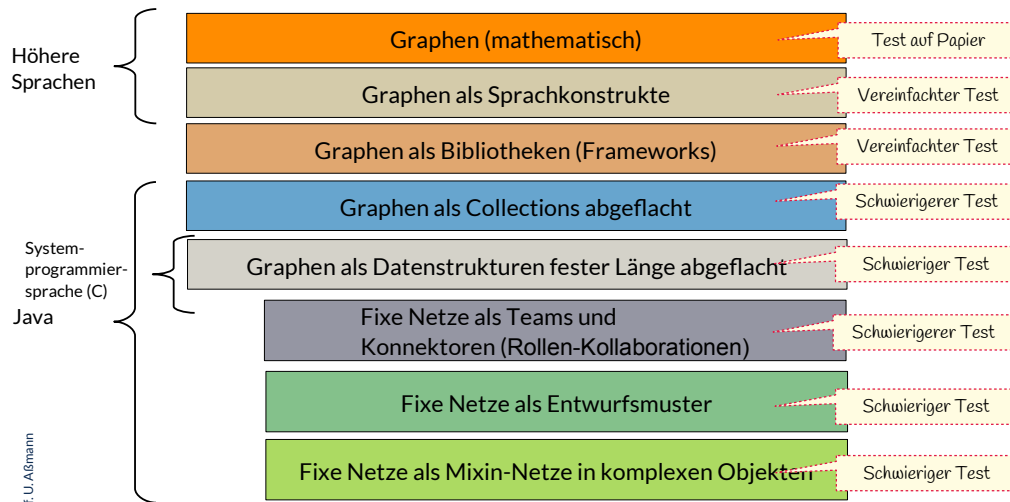 Höhere
Sprachen
Graphen (mathematisch)
Test auf Papier
Graphen als Sprachkonstrukte
Vereinfachter Test
Graphen als Bibliotheken (Frameworks)
Vereinfachter Test
Graphen als Collections abgeflacht
Schwierigerer Test
System-
programmier-
sprache (C)
Java
Graphen als Datenstrukturen fester Länge abgeflacht
Schwieriger Test
Fixe Netze als Teams und
Konnektoren (Rollen-Kollaborationen)
Schwierigerer Test
Fixe Netze als Entwurfsmuster
Schwieriger Test
Fixe Netze als Mixin-Netze in komplexen Objekten
Schwieriger Test
U. Aßmann